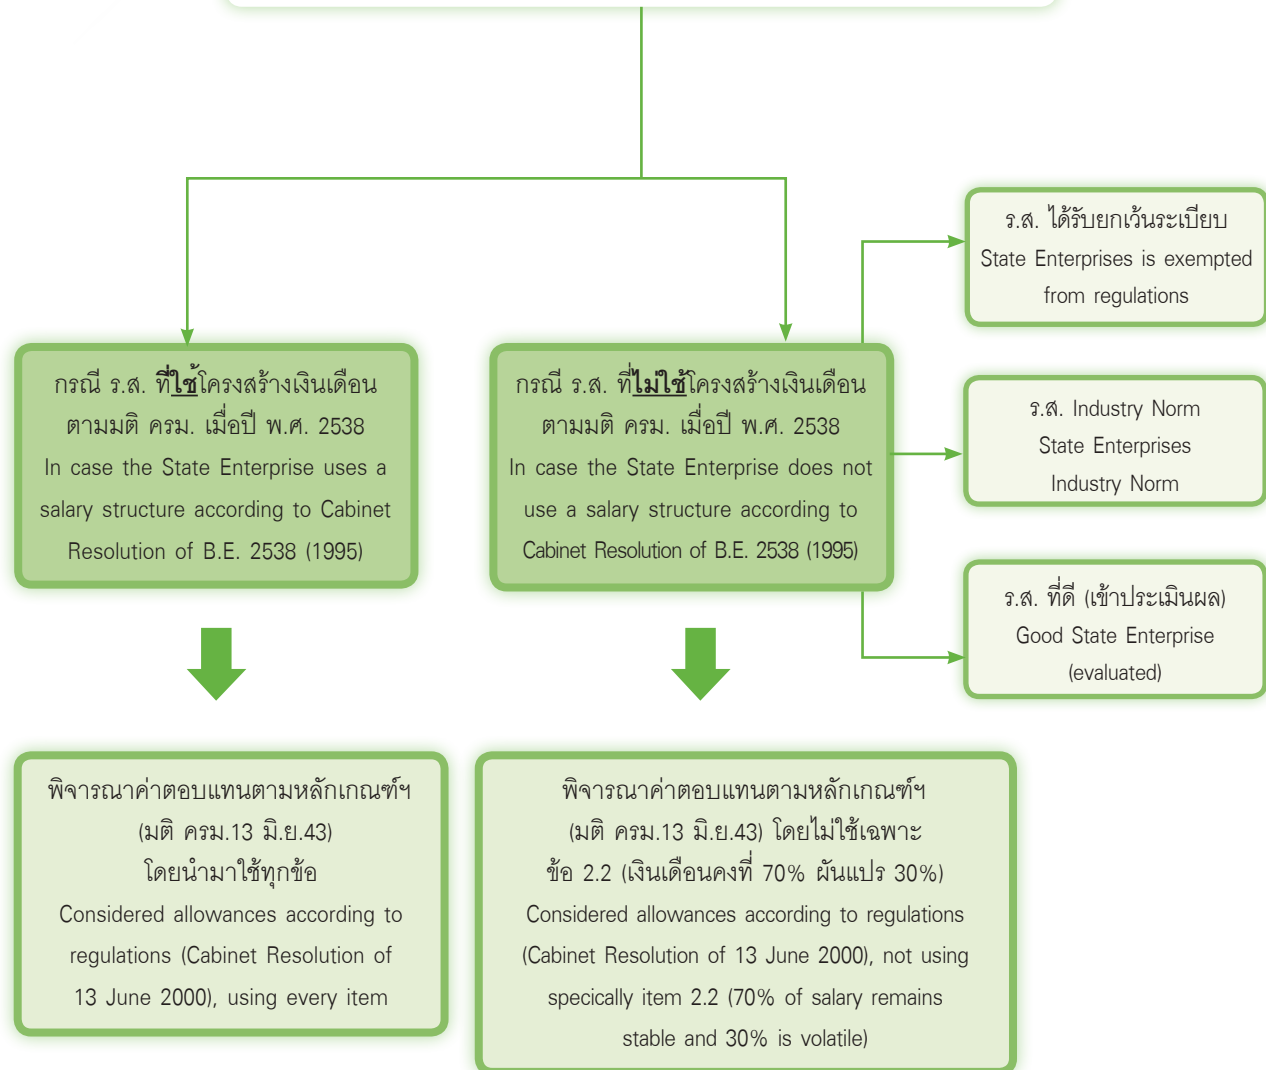 กรณี ร.ส. ที่ใช้โครงสร้างเงินเดือน
ตามมติ ครม. เมื่อปี พ.ศ. 2538
In case the State Enterprise uses a
salary structure according to Cabinet
Resolution of B.E. 2538 (1995)
กรณี ร.ส. ที่ไม่ใช้โครงสร้างเงินเดือน
ตามมติ ครม. เมื่อปี พ.ศ. 2538
In case the State Enterprise does not
use a salary structure according to
Cabinet Resolution of B.E. 2538 (1995)
ร.ส. ได้รับยกเว้นระเบียบ
State Enterprises is exempted
from regulations
ร.ส. Industry Norm
State Enterprises
Industry Norm
ร.ส. ที่ดี (เข้าประเมินผล)
Good State Enterprise
(evaluated)
พิจารณาค่าตอบแทนตามหลักเกณฑ์ฯ
(มติ ครม.13 มิ.ย.43)
โดยนำมาใช้ทุกข้อ
Considered allowances according to
regulations (Cabinet Resolution of
13 June 2000), using every item
พิจารณาค่าตอบแทนตามหลักเกณฑ์ฯ
(มติ ครม.13 มิ.ย.43) โดยไม่ใช้เฉพาะ
ข้อ 2.2 (เงินเดือนคงที่ 70% ผันแปร 30%)
Considered allowances according to regulations
(Cabinet Resolution of 13 June 2000), not using
specically item 2.2 (70% of salary remains
stable and 30% is volatile)